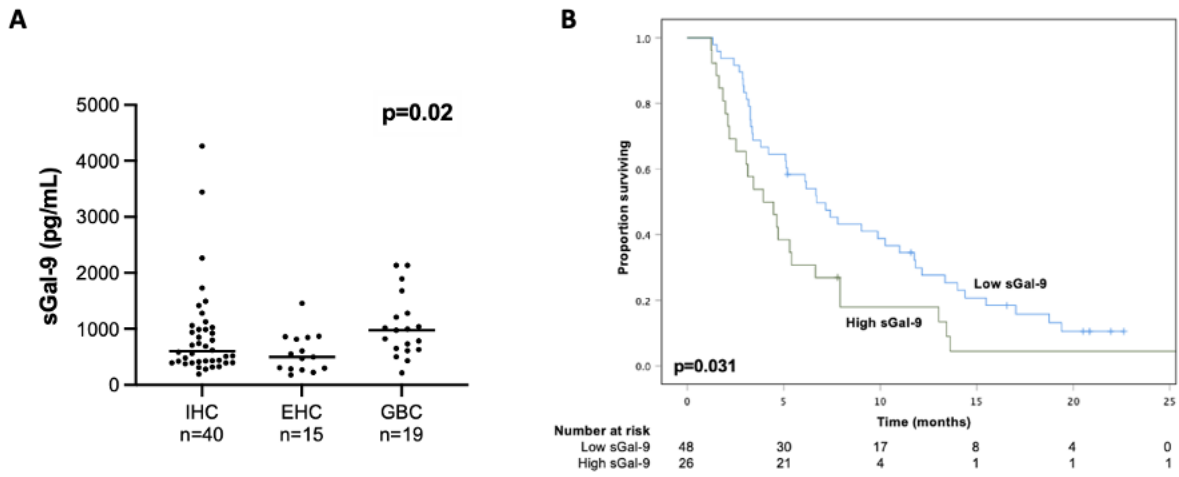 A
p=0.02
sGal-9 (pg/mL)
5000
4000
3000
2000
1000
0
IHC
n=40
EHC
n=15
GBC
n=19
B
Proportion surviving
1.0
0.8
0.6
0.4
0.2
0.0
Low sGal-9
High sGal-9
p=0.031
0 5 10 15 20 25
Time (months)
Number at risk
Low sGal-9 48 30 17 8 4 0
High sGal-9 26 21 4 1 1 1